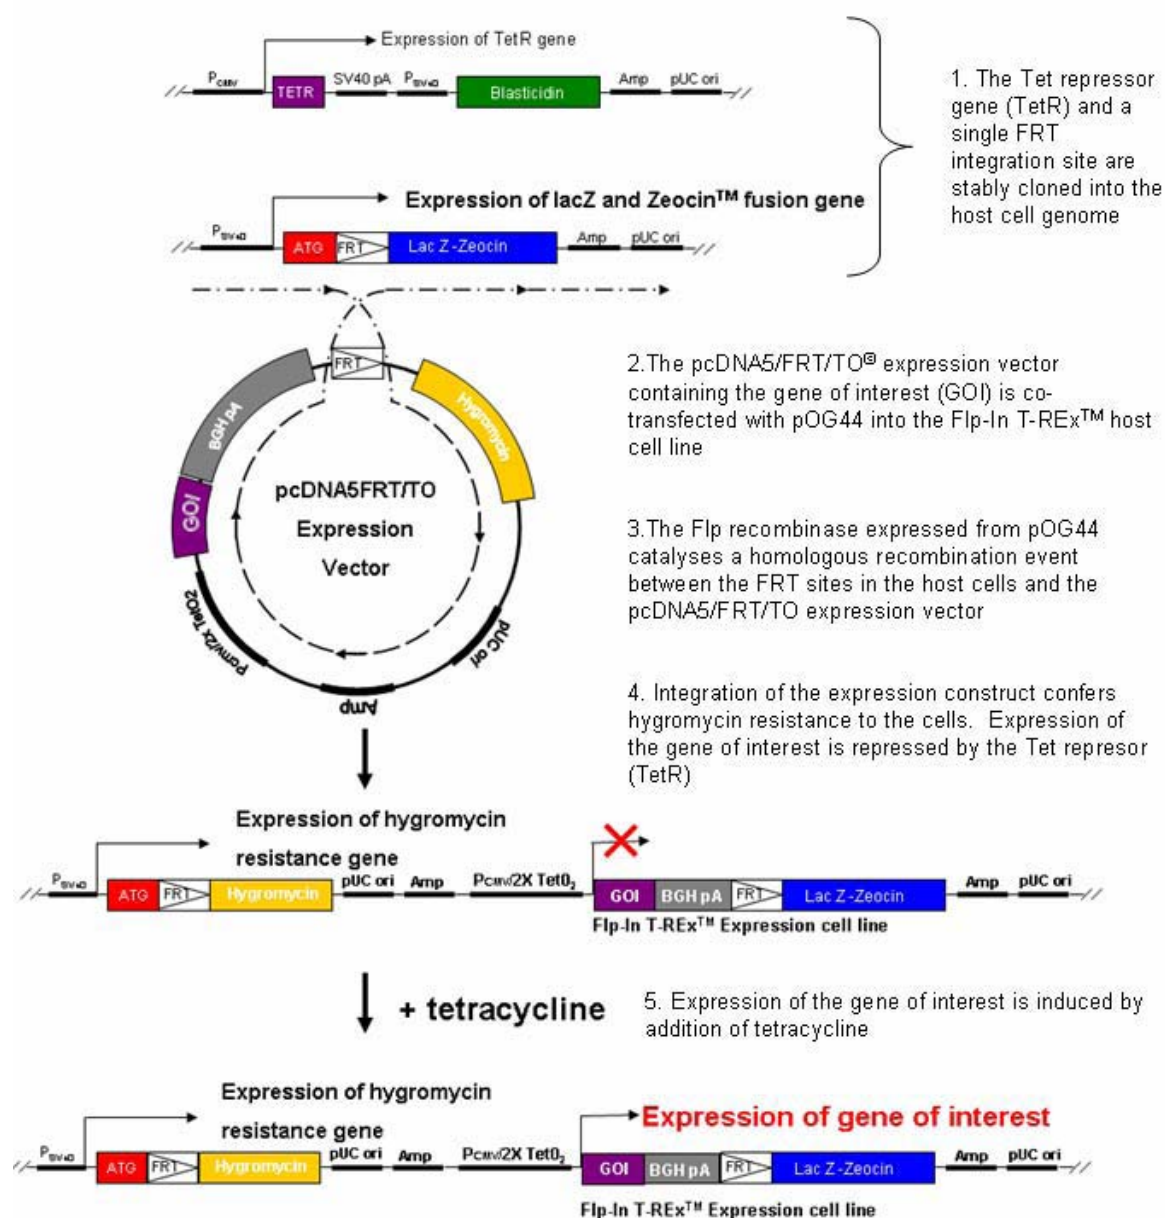 Expression of TetR gene
PCMV
TETR
SV40 pA
PSV40
Blasticidin
Amp
pUC ori
1. The Tet repressor
gene (TetR) and a
single FRT
integration site are
stably cloned into the
host cell genome
Expression of lacZ and Zeocin™ fusion gene
PSV40
ATG
FRT
Lac Z-Zeocin
Amp
pUC ori
FRT
BGH pA
Hygromycin
GOI
pcDNA5FRT/TO
Expression
Vector
Pcmv/2x TetO2
pUC ori
Amp
2.The pcDNA5/FRT/TO® expression vector
containing the gene of interest (GOI) is co-
transfected with pOG44 into the Flp-In T-REx™ host
cell line
3.The Flp recombinase expressed from pOG44
catalyses a homologous recombination event
between the FRT sites in the host cells and the
pcDNA5/FRT/TO expression vector
4. Integration of the expression construct confers
hygromycin resistance to the cells. Expression of
the gene of interest is repressed by the Tet represor
(TetR)
Expression of hygromycin
resistance gene
PSV40
ATG
FRT
Hygromycin
pUC ori
Amp
PCMV/2X TetO2
GOI
BGH pA
FRT
Lac Z-Zeocin
Amp
pUC ori
Flp-In T-REx™ Expression cell line
+ tetracycline
5. Expression of the gene of interest is induced by
addition of tetracycline
Expression of hygromycin
resistance gene
Expression of gene of interest
PSV40
ATG
FRT
Hygromycin
pUC ori
Amp
PCMV/2X TetO2
GOI
BGH pA
FRT
Lac Z-Zeocin
Amp
pUC ori
Flp-In T-REx™ Expression cell line